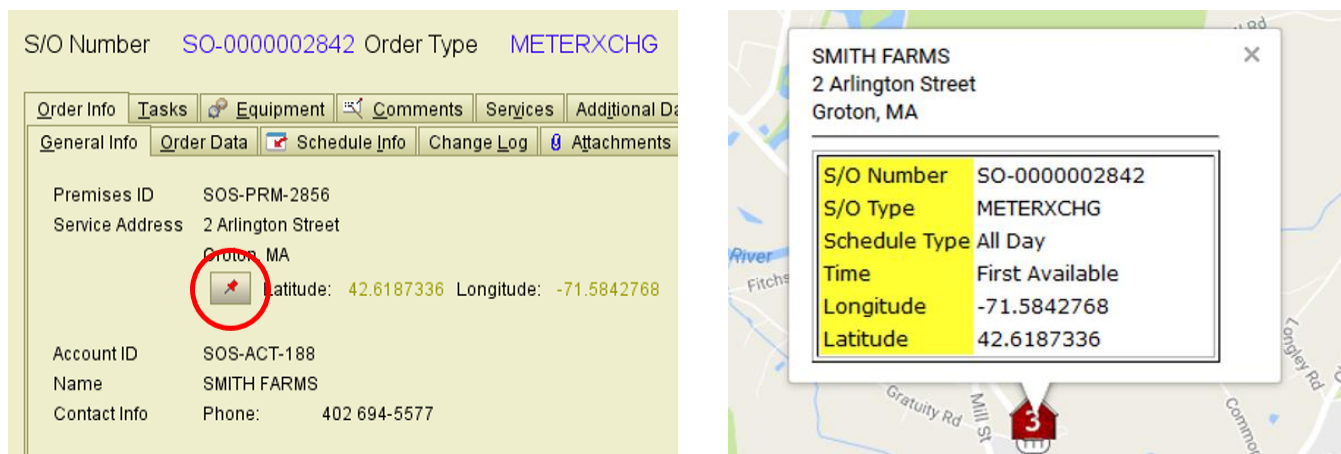 S/O Number SO-0000002842 Order Type METERXCHG
Order Info Tasks Equipment Comments Services Additional Da
General Info Order Data Schedule Info Change Log Attachments
Premises ID SOS-PRM-2856
Service Address 2 Arlington Street
Groton, MA
Latitude: 42.6187336 Longitude: -71.5842768
Account ID SOS-ACT-188
Name SMITH FARMS
Contact Info Phone: 402 694-5577
Rd
SMITH FARMS
2 Arlington Street
Groton, MA
S/O Number SO-0000002842
S/O Type METERXCHG
Schedule Type All Day
Time First Available
Longitude -71.5842768
Latitude 42.6187336
River
Fitchs
Longley Rd
Gratuity Rd
Mill St
3
Common